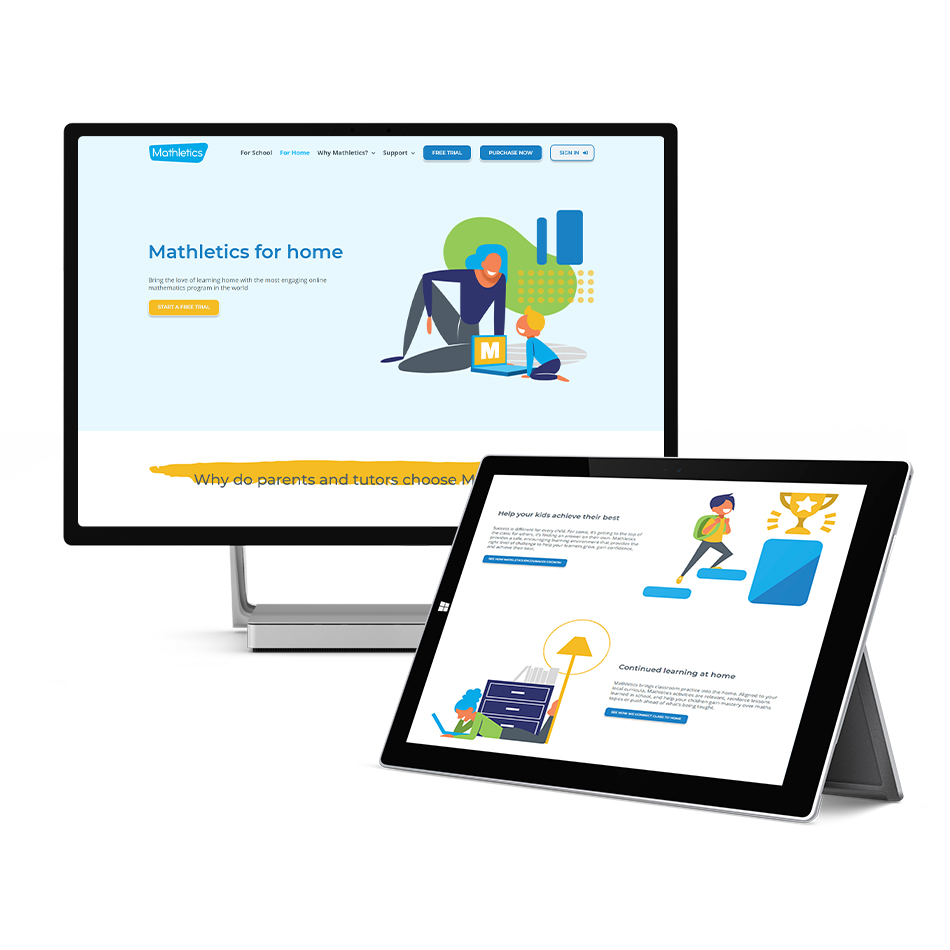 Mathletics
For School For Home Why Mathletics? Support FREE TRIAL PURCHASE NOW SIGN IN
Mathletics for home
Bring the love of learning home with the most engaging online
mathematics program in the world
START A FREE TRIAL
M
Why do parents and tutors choose M
Help your kids achieve their best
Success is different for every child. For some, it's getting to the top of
the class; for others, it's finding an answer on their own. Mathletics
provides a safe, encouraging learning environment that provides the
right level of challenge to help your learners grow, gain confidence,
and achieve their best.
SEE HOW MATHLETICS ENCOURAGES
Continued learning at home
Mathletics brings classroom practice into the home. Aligned to your
local curricula, Mathletics activities are relevant, reinforce lessons
learned in school, and help your children gain mastery over maths
topics or push ahead of what's being taught.
SEE HOW WE CONNECT CLASS TO HOME